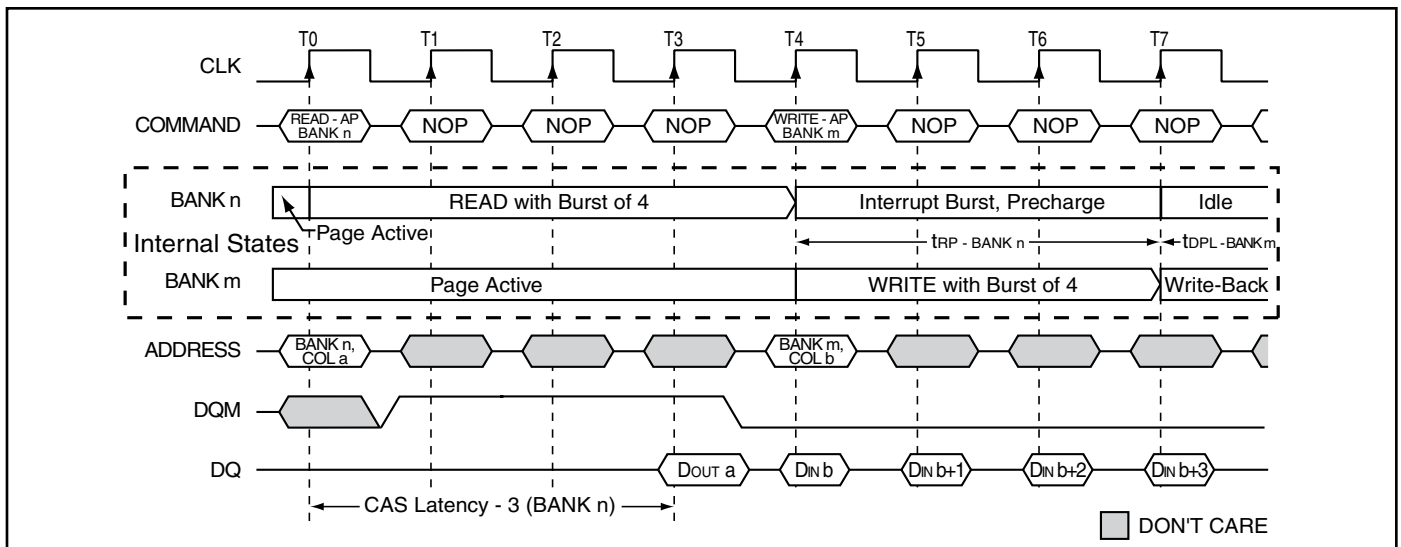 T0 T1 T2 T3 T4 T5 T6 T7
CLK
COMMAND READ - AP BANK n NOP NOP NOP WRITE - AP BANK m NOP NOP NOP
BANK n READ with Burst of 4 Interrupt Burst, Precharge Idle
Internal States Page Active tRP - BANK n tDPL - BANK m
BANK m Page Active WRITE with Burst of 4 Write-Back
ADDRESS BANK n, COL a BANK m, COL b
DQM
DQ DOUT a DIN b DIN b+1 DIN b+2 DIN b+3
CAS Latency - 3 (BANK n)
DON'T CARE